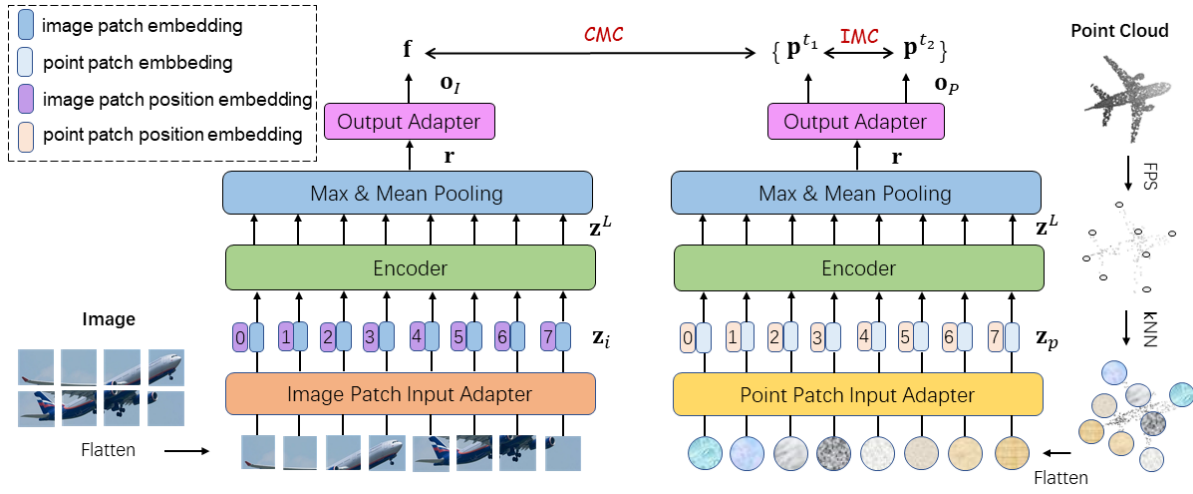 image patch embedding
point patch embbeding
image patch position embedding
point patch position embedding
CMC
f
{ p^{t_1}
IMC
p^{t_2} }
Point Cloud
o_I
o_P
Output Adapter
Output Adapter
r
r
FPS
Max & Mean Pooling
Max & Mean Pooling
z^L
z^L
Encoder
Encoder
kNN
Image
0 1 2 3 4 5 6 7
z_i
0 1 2 3 4 5 6 7
z_p
Image Patch Input Adapter
Point Patch Input Adapter
Flatten
Flatten